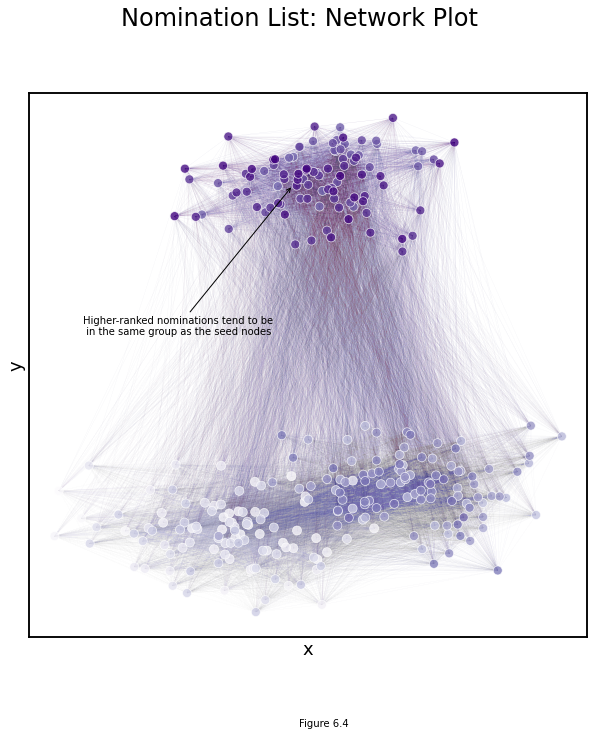 Nomination List: Network Plot
Higher-ranked nominations tend to be
in the same group as the seed nodes
y
x
Figure 6.4